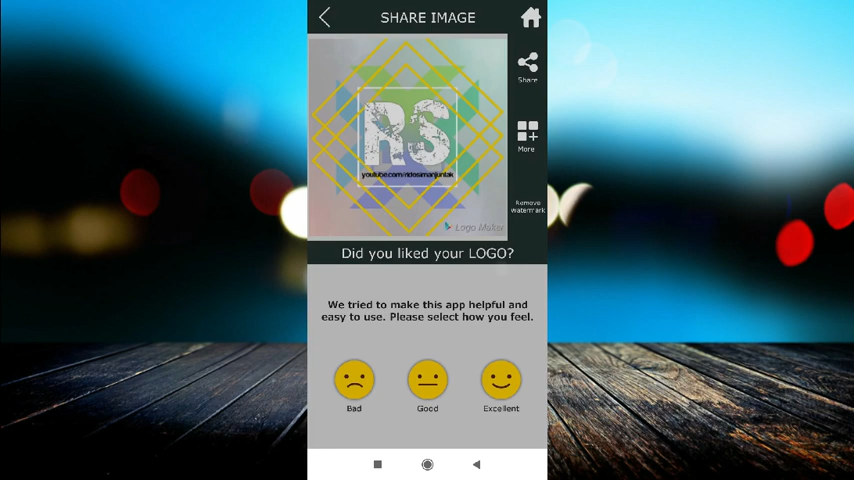 SHARE IMAGE
Share
More
Remove
Watermark
RS
youtube.com/ridosimanjuntak
Logo Maker
Did you liked your LOGO?
We tried to make this app helpful and
easy to use. Please select how you feel.
Bad
Good
Excellent